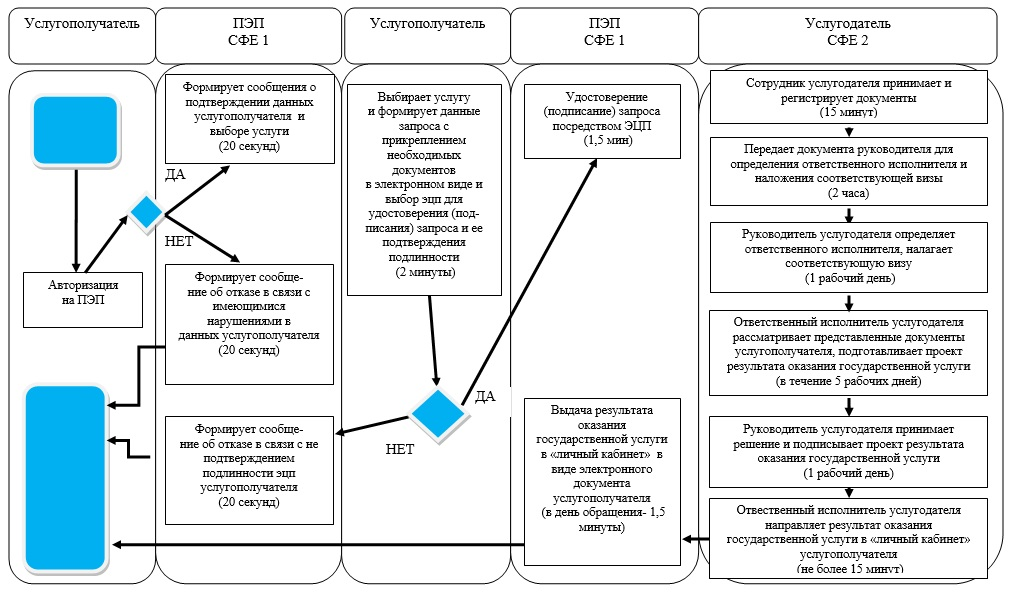 Услугополучатель
ПЭП
СФЕ 1
Услугополучатель
ПЭП
СФЕ 1
Услугодатель
СФЕ 2
Авторизация
на ПЭП
Формирует сообщения о
подтверждении данных
услугополучателя и
выборе услуги
(20 секунд)
ДА
НЕТ
Формирует сообще-
ние об отказе в связи с
имеющимися
нарушениями в
данных услугополучателя
(20 секунд)
Формирует сообще-
ние об отказе в связи с не
подтверждением
подлинности эцп
услугополучателя
(20 секунд)
Выбирает услугу
и формирует данные
запроса с
прикреплением
необходимых
документов
в электронном виде и
выбор эцп для
удостоверения (под-
писания) запроса и ее
подтверждения
подлинности
(2 минуты)
ДА
НЕТ
Удостоверение
(подписание) запроса
посредством ЭЦП
(1,5 мин)
Выдача результата
оказания
государственной услуги
в «личный кабинет» в
виде электронного
документа
услугополучателя
(в день обращения- 1,5
минуты)
Сотрудник услугодателя принимает и
регистрирует документы
(15 минут)
Передает документа руководителя для
определения ответственного исполнителя и
наложения соответствующей визы
(2 часа)
Руководитель услугодателя определяет
ответственного исполнителя, налагает
соответствующую визу
(1 рабочий день)
Ответственный исполнитель услугодателя
рассматривает представленные документы
услугополучателя, подготавливает проект
результата оказания государственной услуги
(в течение 5 рабочих дней)
Руководитель услугодателя принимает
решение и подписывает проект результата
оказания государственной услуги
(1 рабочий день)
Отвественный исполнитель услугодателя
направляет результат оказания
государственной услуги в «личный кабинет»
услугополучателя
(не более 15 минут)